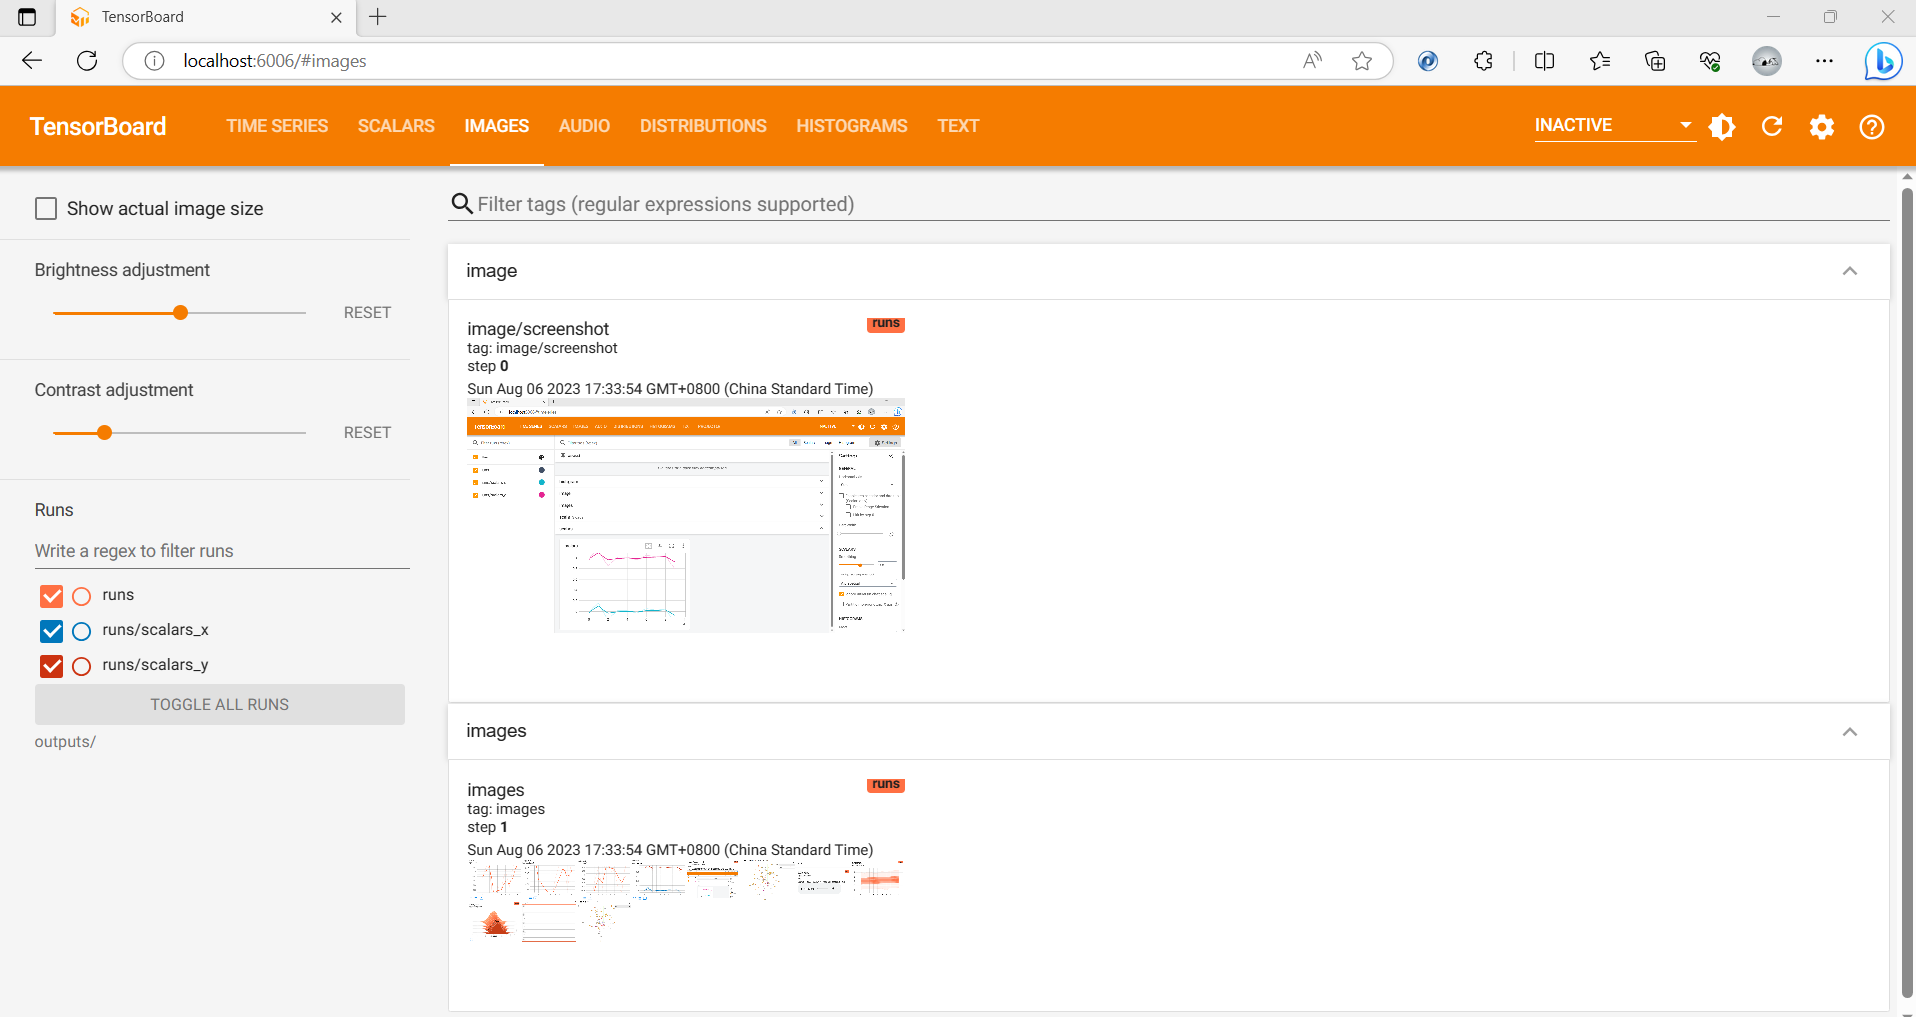 TensorBoard
localhost:6006/#images
TensorBoard
TIME SERIES
SCALARS
IMAGES
AUDIO
DISTRIBUTIONS
HISTOGRAMS
TEXT
INACTIVE
Show actual image size
Brightness adjustment
RESET
Contrast adjustment
RESET
Runs
Write a regex to filter runs
runs
runs/scalars_x
runs/scalars_y
TOGGLE ALL RUNS
outputs/
Filter tags (regular expressions supported)
image
image/screenshot
runs
tag: image/screenshot
step 0
Sun Aug 06 2023 17:33:54 GMT+0800 (China Standard Time)
TensorBoard
images
images
runs
tag: images
step 1
Sun Aug 06 2023 17:33:54 GMT+0800 (China Standard Time)